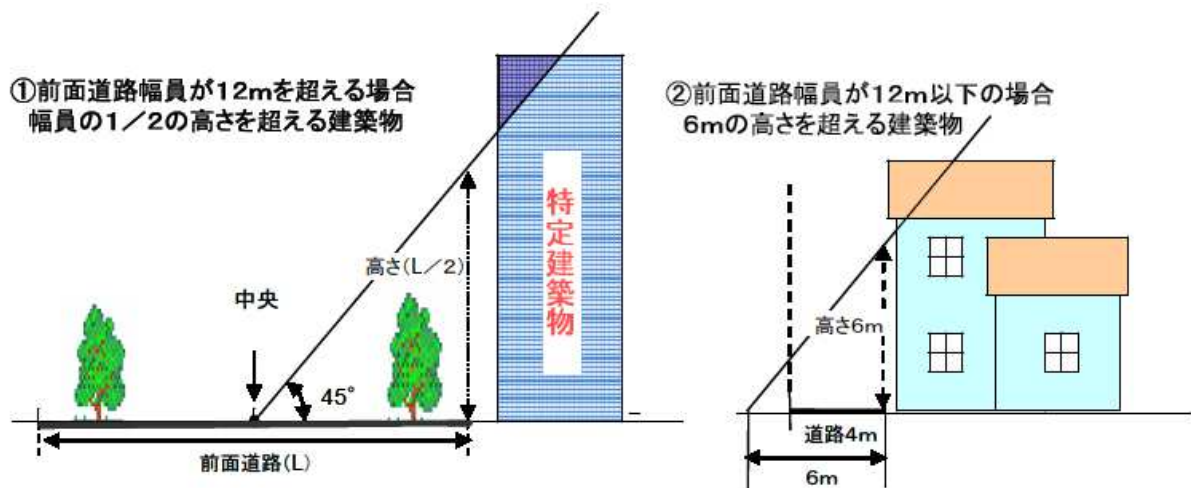 ①前面道路幅員が12mを超える場合
幅員の1/2の高さを超える建築物
特定建築物
高さ(L/2)
中央
45°
前面道路(L)
②前面道路幅員が12m以下の場合
6mの高さを超える建築物
高さ6m
道路4m
6m